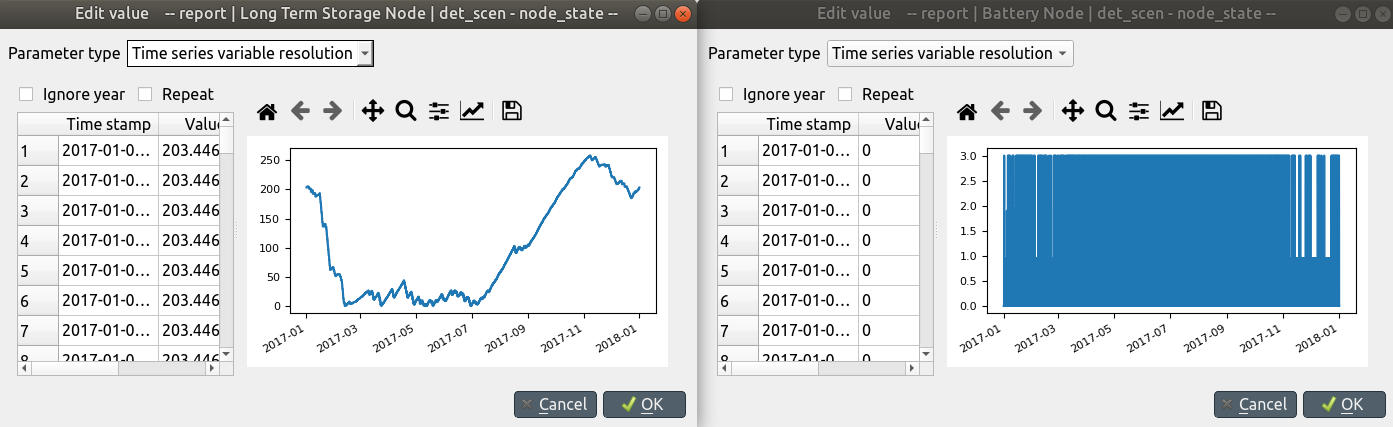 Edit value -- report | Long Term Storage Node | det_scen - node_state --
Parameter type Time series variable resolution
Ignore year Repeat
Time stamp Value
1 2017-01-0... 203.446
2 2017-01-0... 203.446
3 2017-01-0... 203.446
4 2017-01-0... 203.446
5 2017-01-0... 203.446
6 2017-01-0... 203.446
7 2017-01-0... 203.446
8 2017-01-0... 203.446
250
200
150
100
50
0
2017-01 2017-03 2017-05 2017-07 2017-09 2017-11 2018-01
Cancel OK
Edit value -- report | Battery Node | det_scen - node_state --
Parameter type Time series variable resolution
Ignore year Repeat
Time stamp Value
1 2017-01-0... 0
2 2017-01-0... 0
3 2017-01-0... 0
4 2017-01-0... 0
5 2017-01-0... 0
6 2017-01-0... 0
7 2017-01-0... 0
8 2017-01-0... 0
3.0
2.5
2.0
1.5
1.0
0.5
0.0
2017-01 2017-03 2017-05 2017-07 2017-09 2017-11 2018-01
Cancel OK